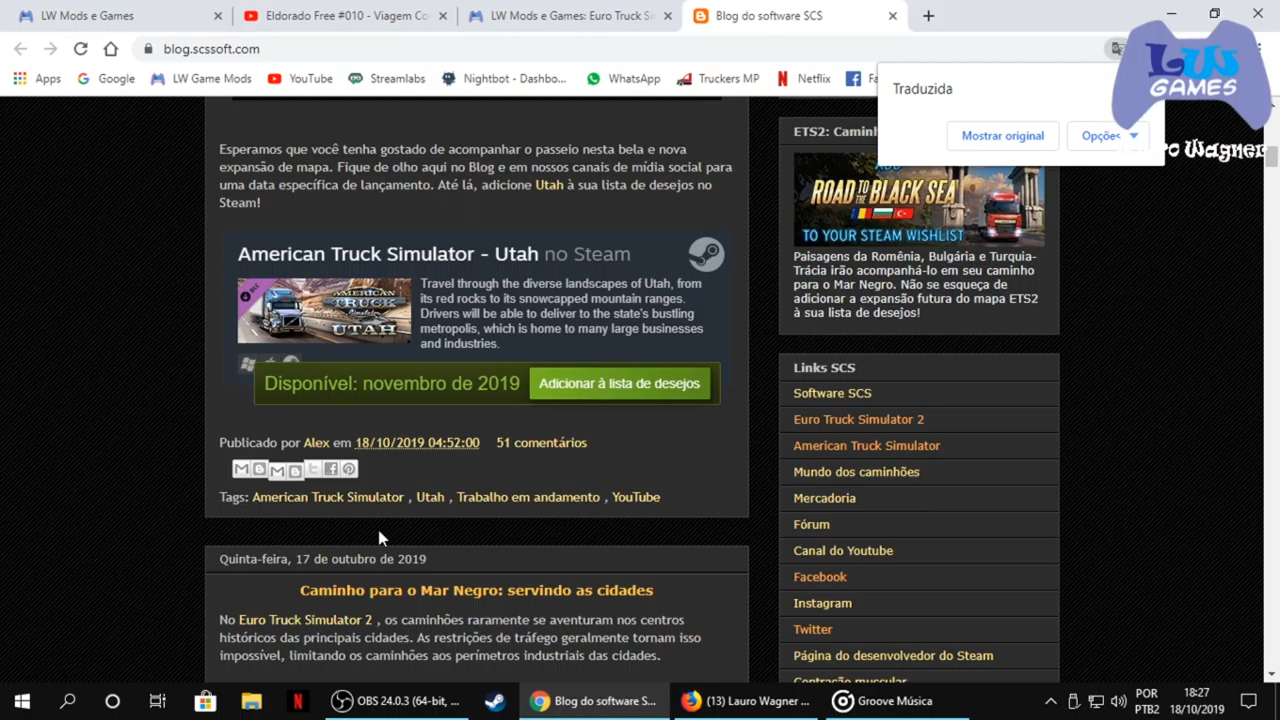 LW Mods e Games
Eldorado Free #010 - Viagem Co
LW Mods e Games: Euro Truck Si
Blog do software SCS
blog.scssoft.com
Apps
Google
LW Game Mods
YouTube
Streamlabs
Nightbot - Dashbo...
WhatsApp
Truckers MP
Netflix
Fa
Traduzida
Mostrar original
Opções
LW
GAMES
Wagner
Esperamos que você tenha gostado de acompanhar o passeio nesta bela e nova
expansão de mapa. Fique de olho aqui no Blog e em nossos canais de mídia social para
uma data específica de lançamento. Até lá, adicione Utah à sua lista de desejos no
Steam!
American Truck Simulator - Utah no Steam
AMERICAN
TRUCK
Simulator
UTAH
Travel through the diverse landscapes of Utah, from
its red rocks to its snowcapped mountain ranges.
Drivers will be able to deliver to the state's bustling
metropolis, which is home to many large businesses
and industries.
Disponível: novembro de 2019
Adicionar à lista de desejos
Publicado por Alex em 18/10/2019 04:52:00 51 comentários
Tags: American Truck Simulator , Utah , Trabalho em andamento , YouTube
Quinta-feira, 17 de outubro de 2019
Caminho para o Mar Negro: servindo as cidades
No Euro Truck Simulator 2 , os caminhões raramente se aventuram nos centros
históricos das principais cidades. As restrições de tráfego geralmente tornam isso
impossível, limitando os caminhões aos perímetros industriais das cidades.
ETS2: Caminh
ROAD TO THE BLACK SEA
TO YOUR STEAM WISHLIST
Paisagens da Romênia, Bulgária e Turquia-
Trácia irão acompanhá-lo em seu caminho
para o Mar Negro. Não se esqueça de
adicionar a expansão futura do mapa ETS2
à sua lista de desejos!
Links SCS
Software SCS
Euro Truck Simulator 2
American Truck Simulator
Mundo dos caminhões
Mercadoria
Fórum
Canal do Youtube
Facebook
Instagram
Twitter
Página do desenvolvedor do Steam
Contração muscular
OBS 24.0.3 (64-bit, ...
Blog do software S...
(13) Lauro Wagner ...
Groove Música
POR
PTB2
18:27
18/10/2019